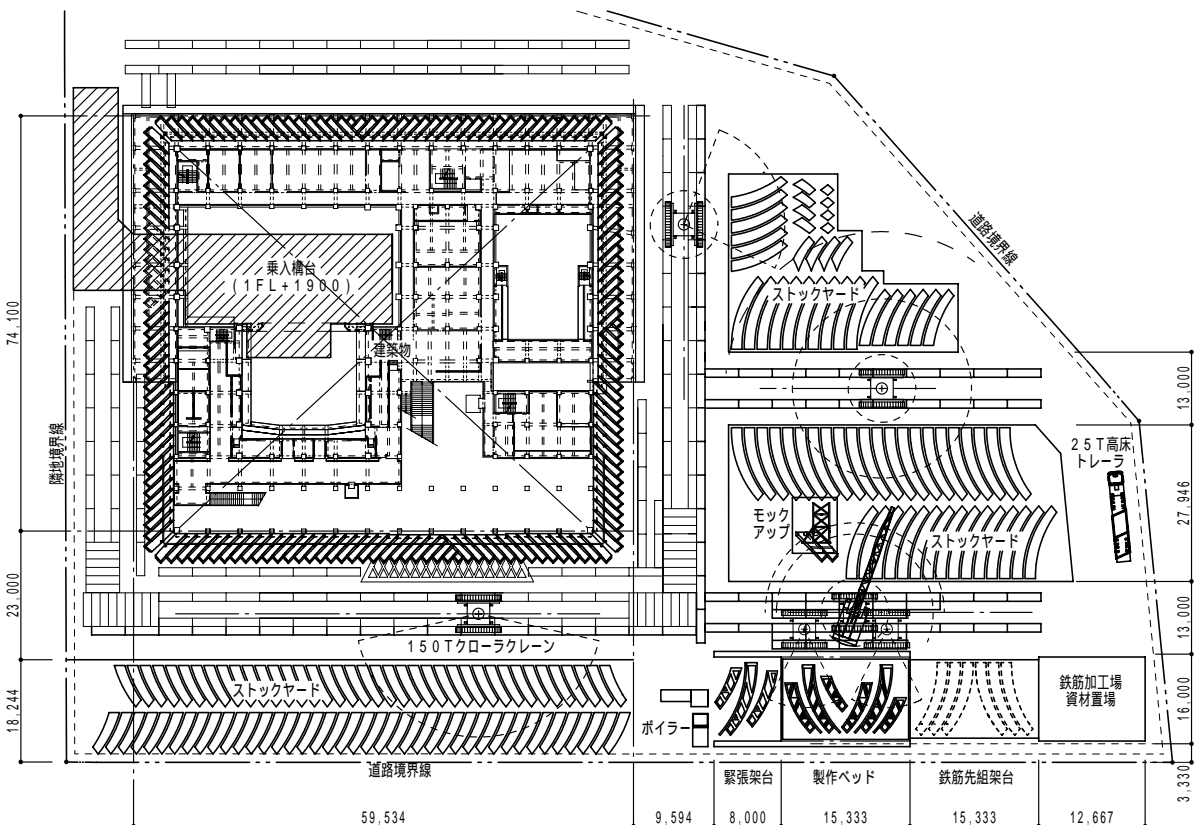 道路境界線
乗入構台
(1FL+1900)
ストックヤード
建築物
74,100
隣地境界線
13,000
25T高床
トレーラ
モック
アップ
ストックヤード
27,946
23,000
150Tクローラクレーン
13,000
ストックヤード
18,244
ボイラー
鉄筋加工場
資材置場
16,000
道路境界線
緊張架台
製作ベッド
鉄筋先組架台
3,330
59,534
9,594
8,000
15,333
15,333
12,667